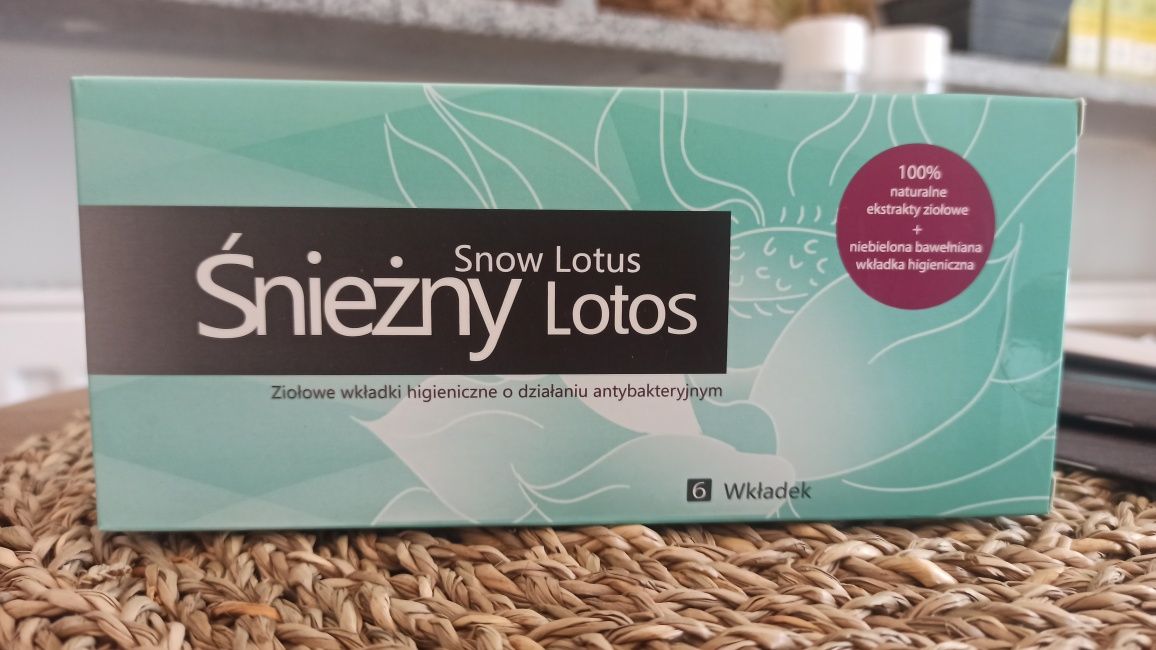 Snow Lotus
Śnieżny Lotos
Ziołowe wkładki higieniczne o działaniu antybakteryjnym
100%
naturalne
ekstrakty ziołowe
+
niebielona bawełniana
wkładka higieniczna
6 Wkładek